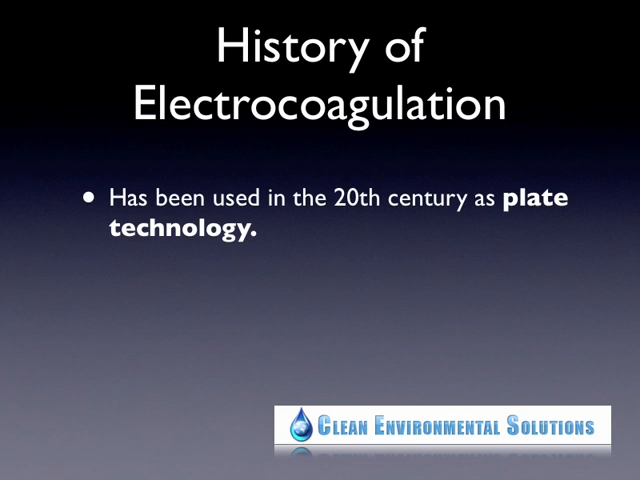 History of
Electrocoagulation
• Has been used in the 20th century as plate
technology.
CLEAN ENVIRONMENTAL SOLUTIONS